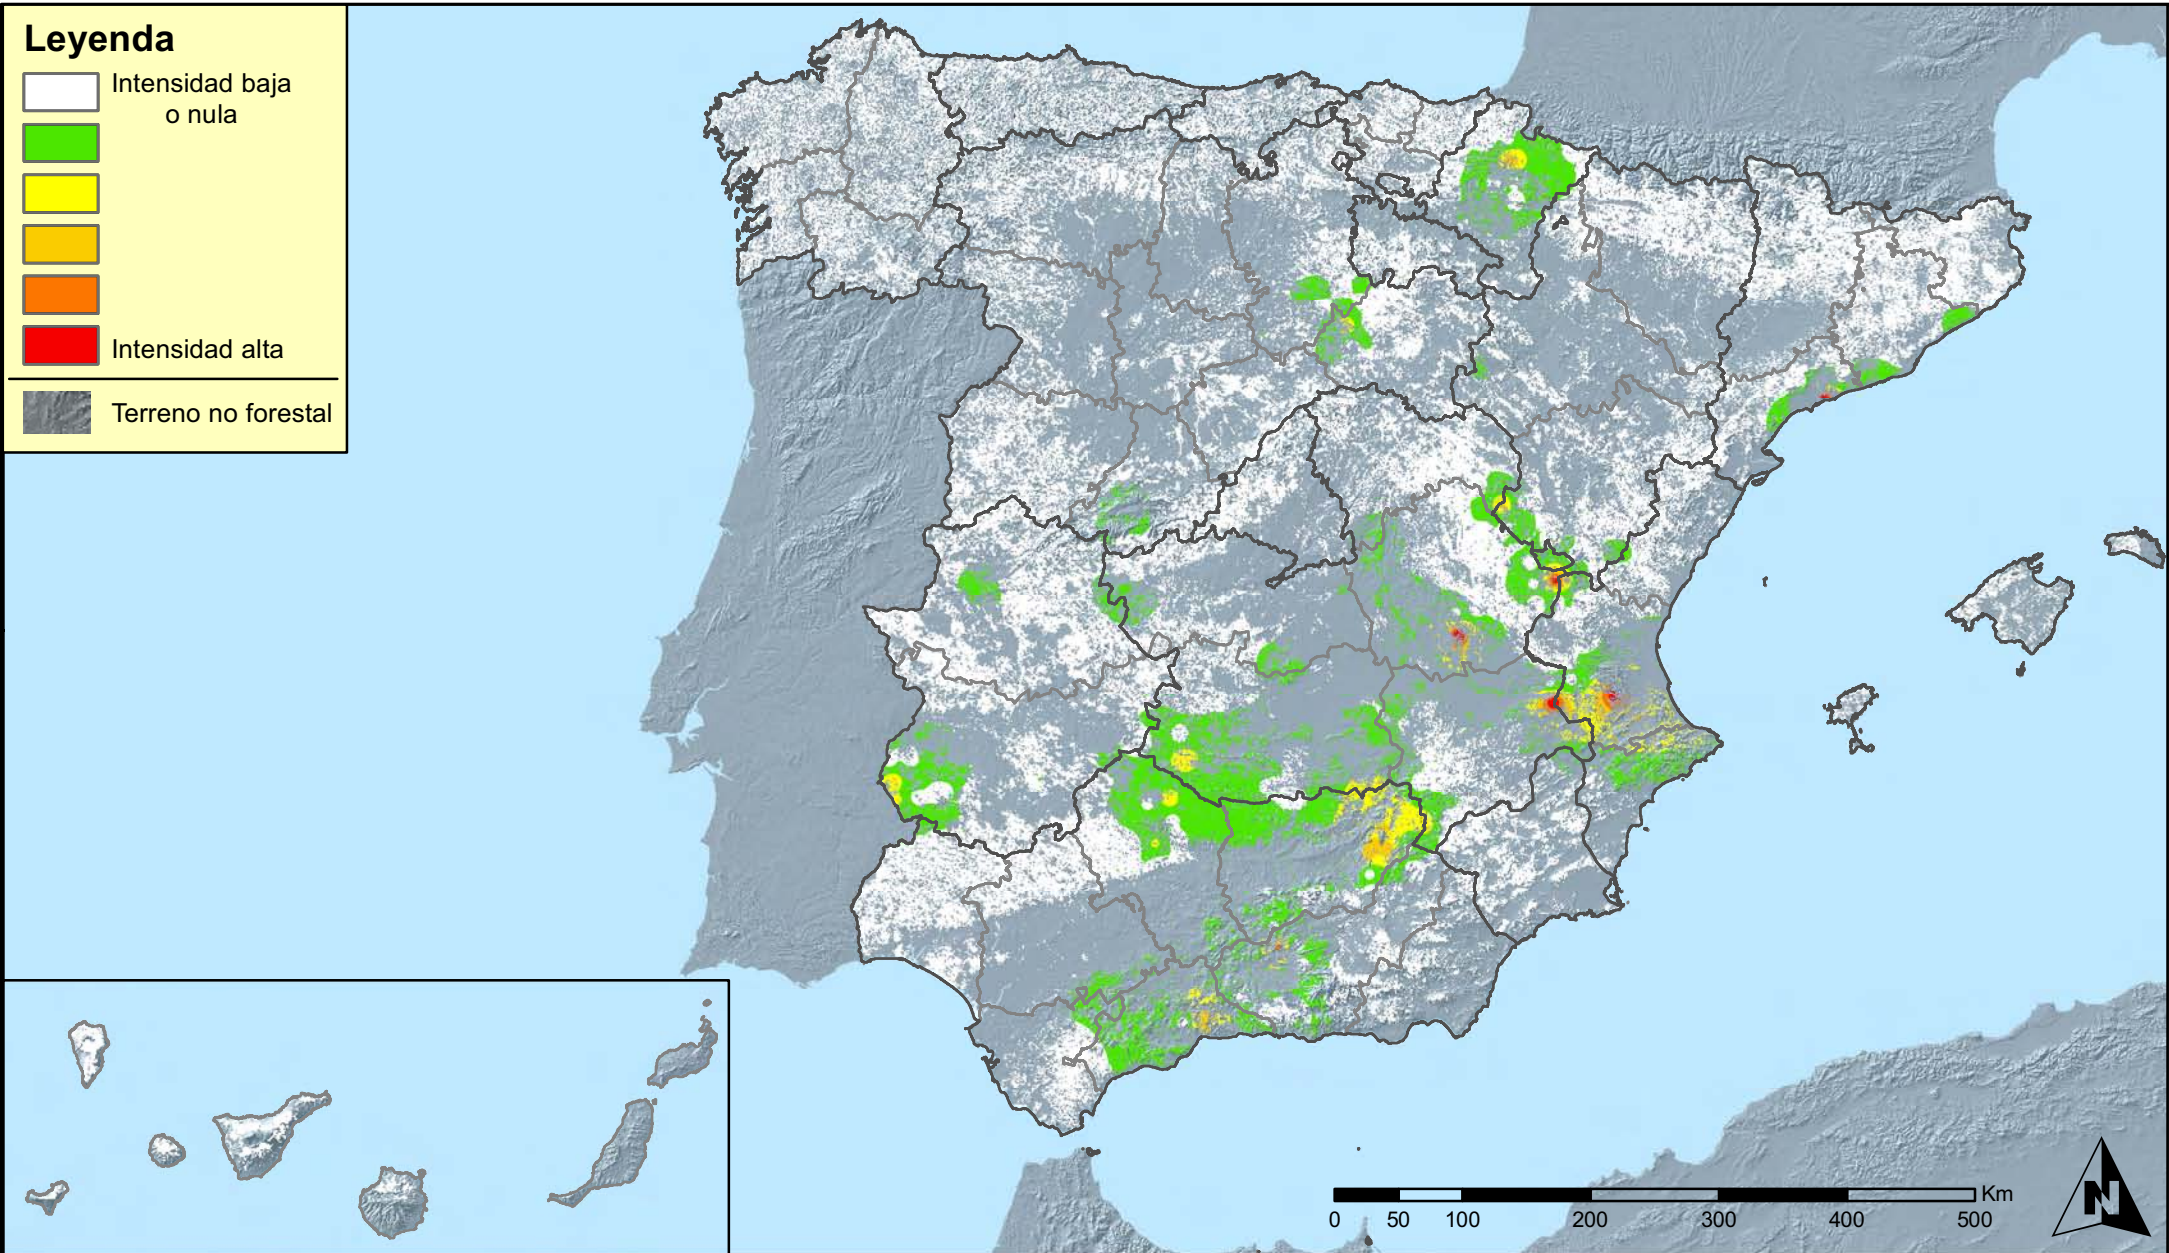 Leyenda
Intensidad baja
o nula
Intensidad alta
Terreno no forestal
Km
0 50 100 200 300 400 500
N